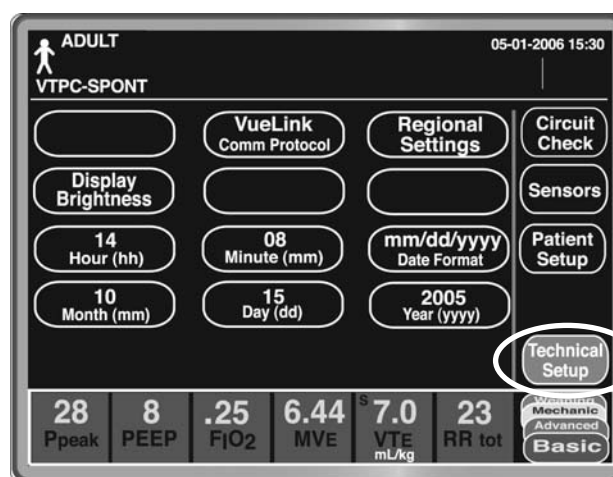 ADULT
05-01-2006 15:30
VTPC-SPONT
VueLink
Comm Protocol
Regional
Settings
Circuit
Check
Display
Brightness
Sensors
14
Hour (hh)
08
Minute (mm)
mm/dd/yyyy
Date Format
Patient
Setup
10
Month (mm)
15
Day (dd)
2005
Year (yyyy)
Technical
Setup
28
Ppeak
8
PEEP
.25
FIO2
6.44
MVE
S 7.0
VTE
mL/kg
23
RR tot
Weaning
Mechanic
Advanced
Basic